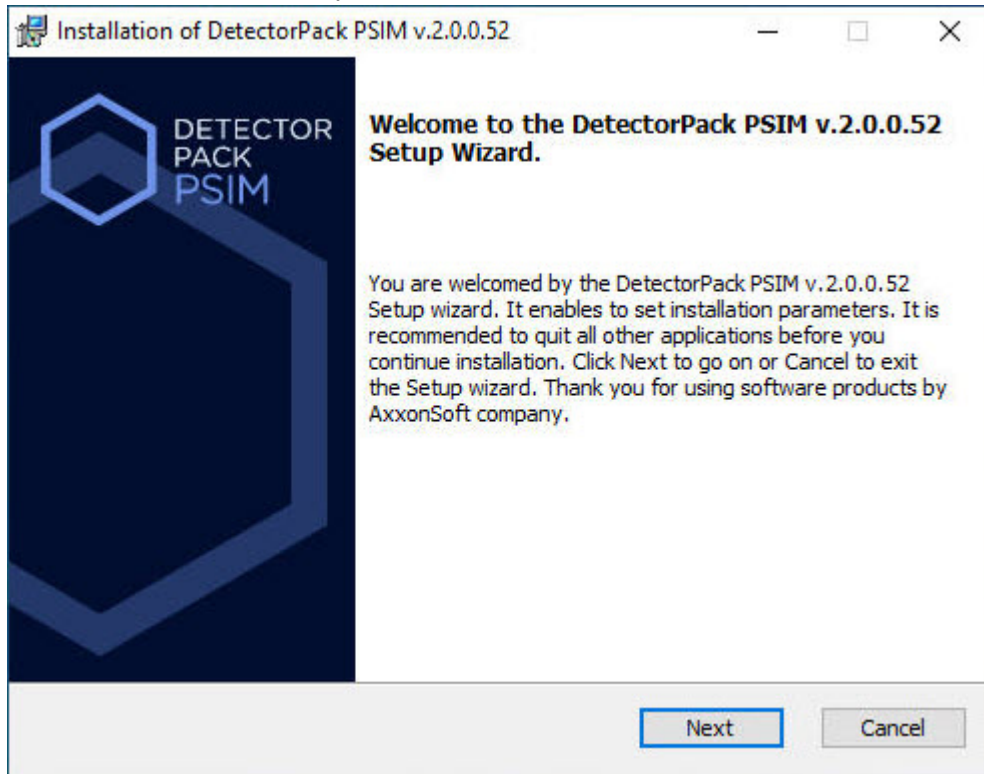 Installation of DetectorPack PSIM v.2.0.0.52
DETECTOR
PACK
PSIM
Welcome to the DetectorPack PSIM v.2.0.0.52
Setup Wizard.
You are welcomed by the DetectorPack PSIM v.2.0.0.52
Setup wizard. It enables to set installation parameters. It is
recommended to quit all other applications before you
continue installation. Click Next to go on or Cancel to exit
the Setup wizard. Thank you for using software products by
AxxonSoft company.
Next
Cancel